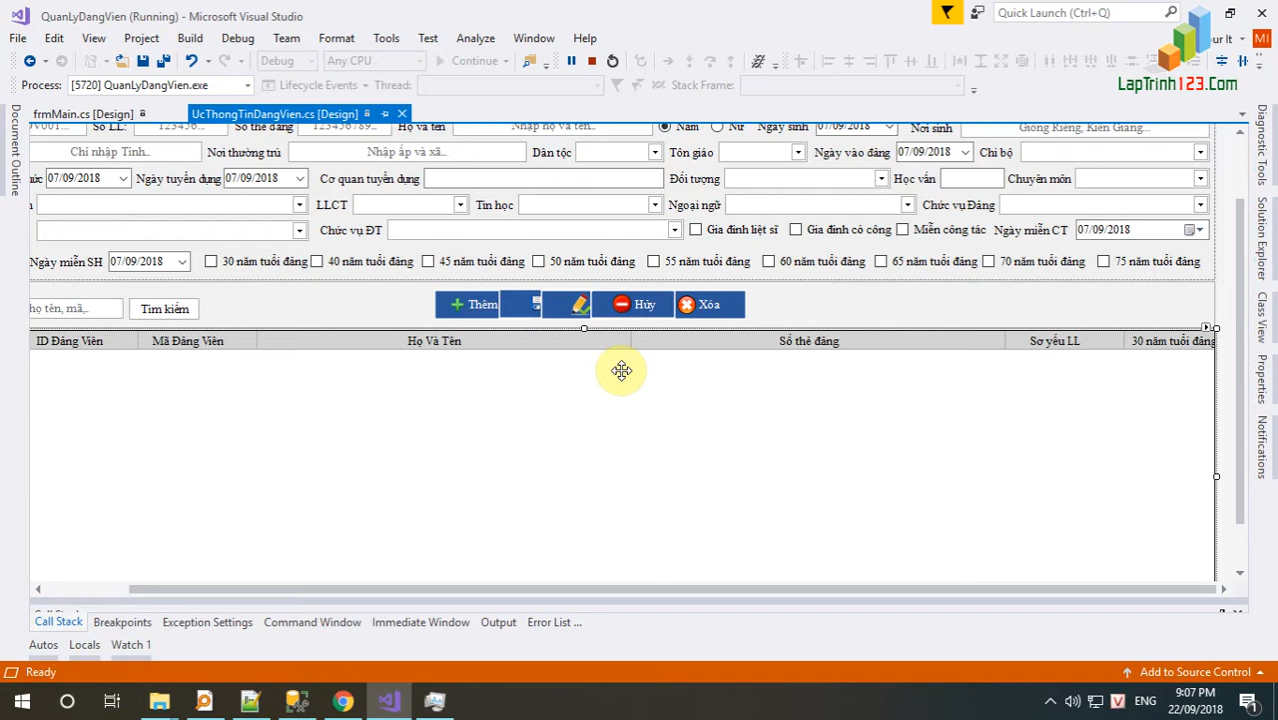 QuanLyDangVien (Running) - Microsoft Visual Studio
Quick Launch (Ctrl+Q)
File Edit View Project Build Debug Team Format Tools Test Analyze Window Help
ur It MI
Debug Any CPU Continue
LapTrinh123.Com
Process: [5720] QuanLyDangVien.exe Lifecycle Events Thread: Stack Frame:
frmMain.cs [Design] UcThongTinDangVien.cs [Design]
Document Outline
Diagnostic Tools
Solution Explorer
Class View
Properties
Notifications
DV001... Số LL: 123456... Số thẻ đảng 123456789... Họ và tên Nhập họ và tên... Nam Nữ Ngày sinh 07/09/2018 Nơi sinh Giồng Riềng, Kiên Giang...
Chỉ nhập Tỉnh.. Nơi thường trú Nhập ấp và xã... Dân tộc Tôn giáo Ngày vào đảng 07/09/2018 Chi bộ
07/09/2018 Ngày tuyển dụng 07/09/2018 Cơ quan tuyển dụng Đối tượng Học vấn Chuyên môn
LLCT Tin học Ngoại ngữ Chức vụ Đảng
Chức vụ ĐT Gia đình liệt sĩ Gia đình có công Miễn công tác Ngày miễn CT 07/09/2018
Ngày miễn SH 07/09/2018 30 năm tuổi đảng 40 năm tuổi đảng 45 năm tuổi đảng 50 năm tuổi đảng 55 năm tuổi đảng 60 năm tuổi đảng 65 năm tuổi đảng 70 năm tuổi đảng 75 năm tuổi đảng
họ tên, mã,.. Tìm kiếm Thêm Hủy Xóa
ID Đảng Viên Mã Đảng Viên Họ Và Tên Số thẻ đảng Sơ yếu LL 30 năm tuổi đảng
Call Stack Breakpoints Exception Settings Command Window Immediate Window Output Error List ...
Autos Locals Watch 1
Ready Add to Source Control
ENG
9:07 PM
22/09/2018